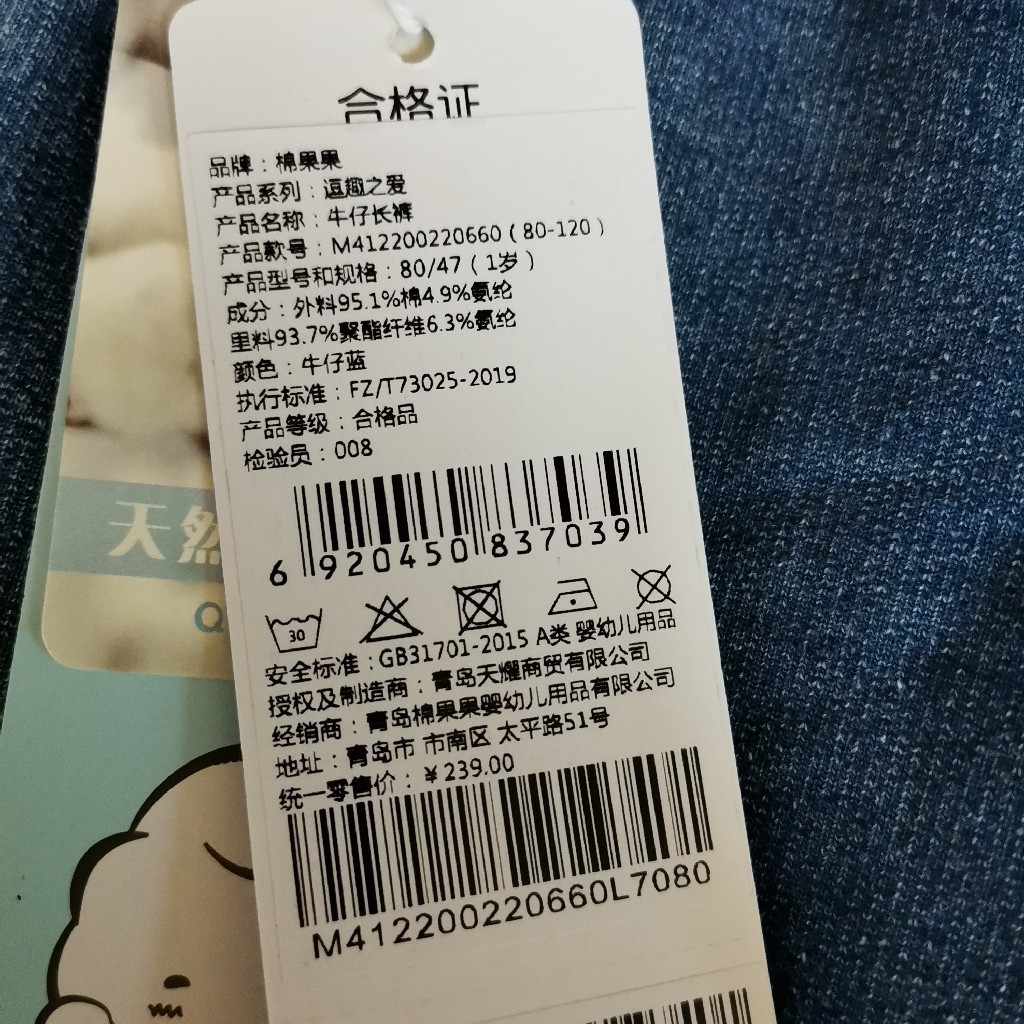 合格证
品牌：棉果果
产品系列：逗趣之爱
产品名称：牛仔长裤
产品款号：M412200220660（80-120）
产品型号和规格：80/47（1岁）
成分：外料95.1%棉4.9%氨纶
里料93.7%聚酯纤维6.3%氨纶
颜色：牛仔蓝
执行标准：FZ/T73025-2019
产品等级：合格品
检验员：008
6 920450 837039
30
安全标准：GB31701-2015 A类 婴幼儿用品
授权及制造商：青岛天耀商贸有限公司
经销商：青岛棉果果婴幼儿用品有限公司
地址：青岛市 市南区 太平路51号
统一零售价：￥239.00
M412200220660L7080
天然
Q